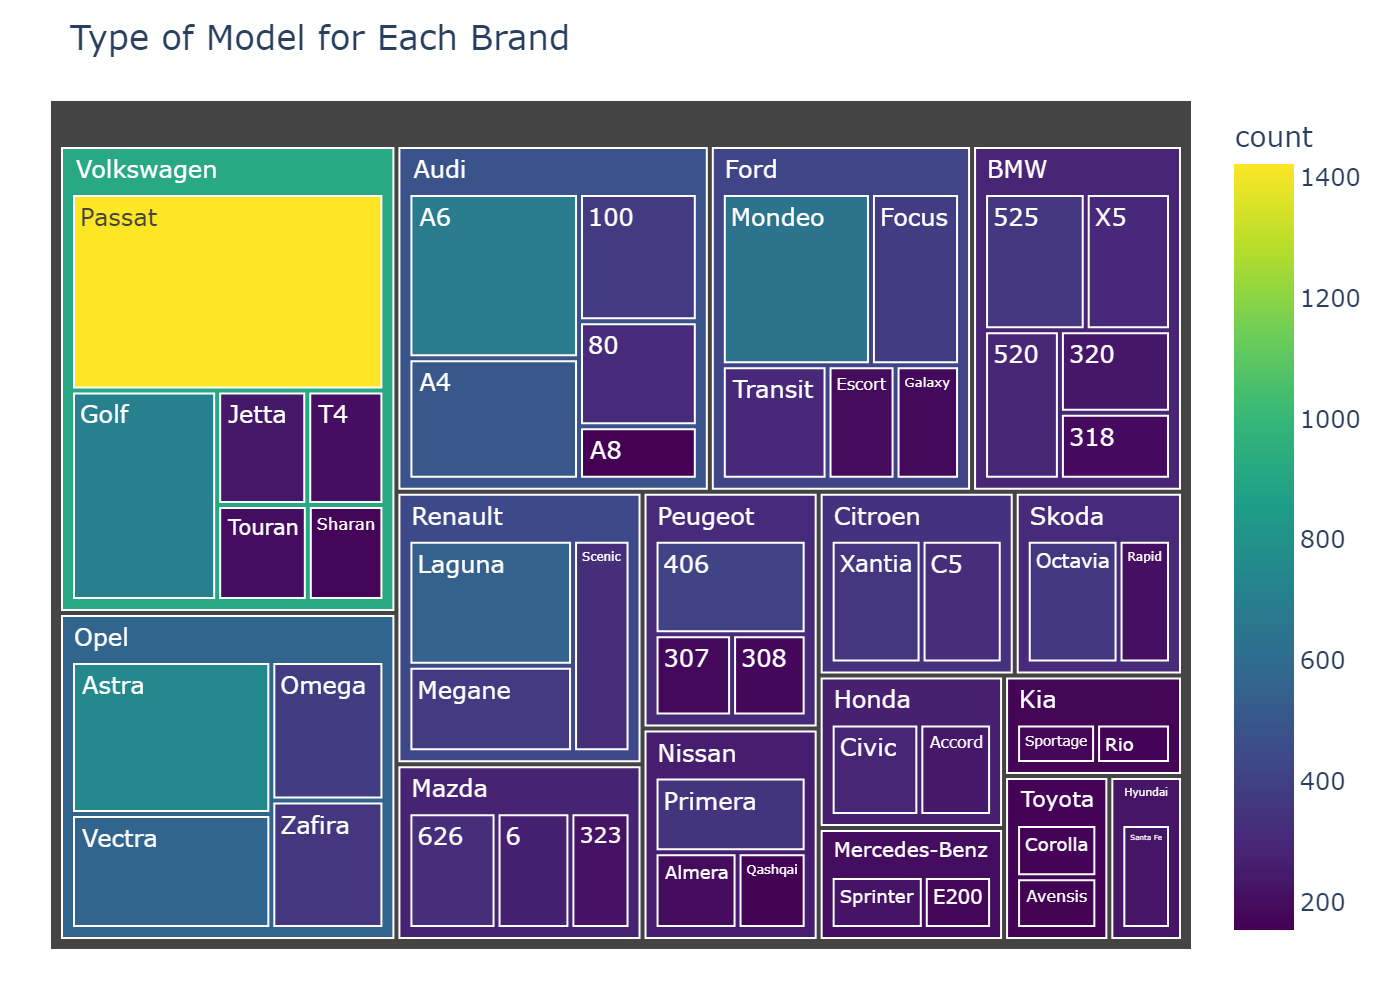 Type of Model for Each Brand
count
Volkswagen
Passat
Golf
Jetta
T4
Touran
Sharan
Opel
Astra
Omega
Vectra
Zafira
Audi
A6
100
80
A4
A8
Ford
Mondeo
Focus
Transit
Escort
Galaxy
BMW
525
X5
520
320
318
Renault
Laguna
Scenic
Megane
Mazda
626
6
323
Peugeot
406
307
308
Nissan
Primera
Almera
Qashqai
Citroen
Xantia
C5
Skoda
Octavia
Rapid
Honda
Civic
Accord
Mercedes-Benz
Sprinter
E200
Kia
Sportage
Rio
Toyota
Corolla
Avensis
Hyundai
Santa Fe
1400
1200
1000
800
600
400
200